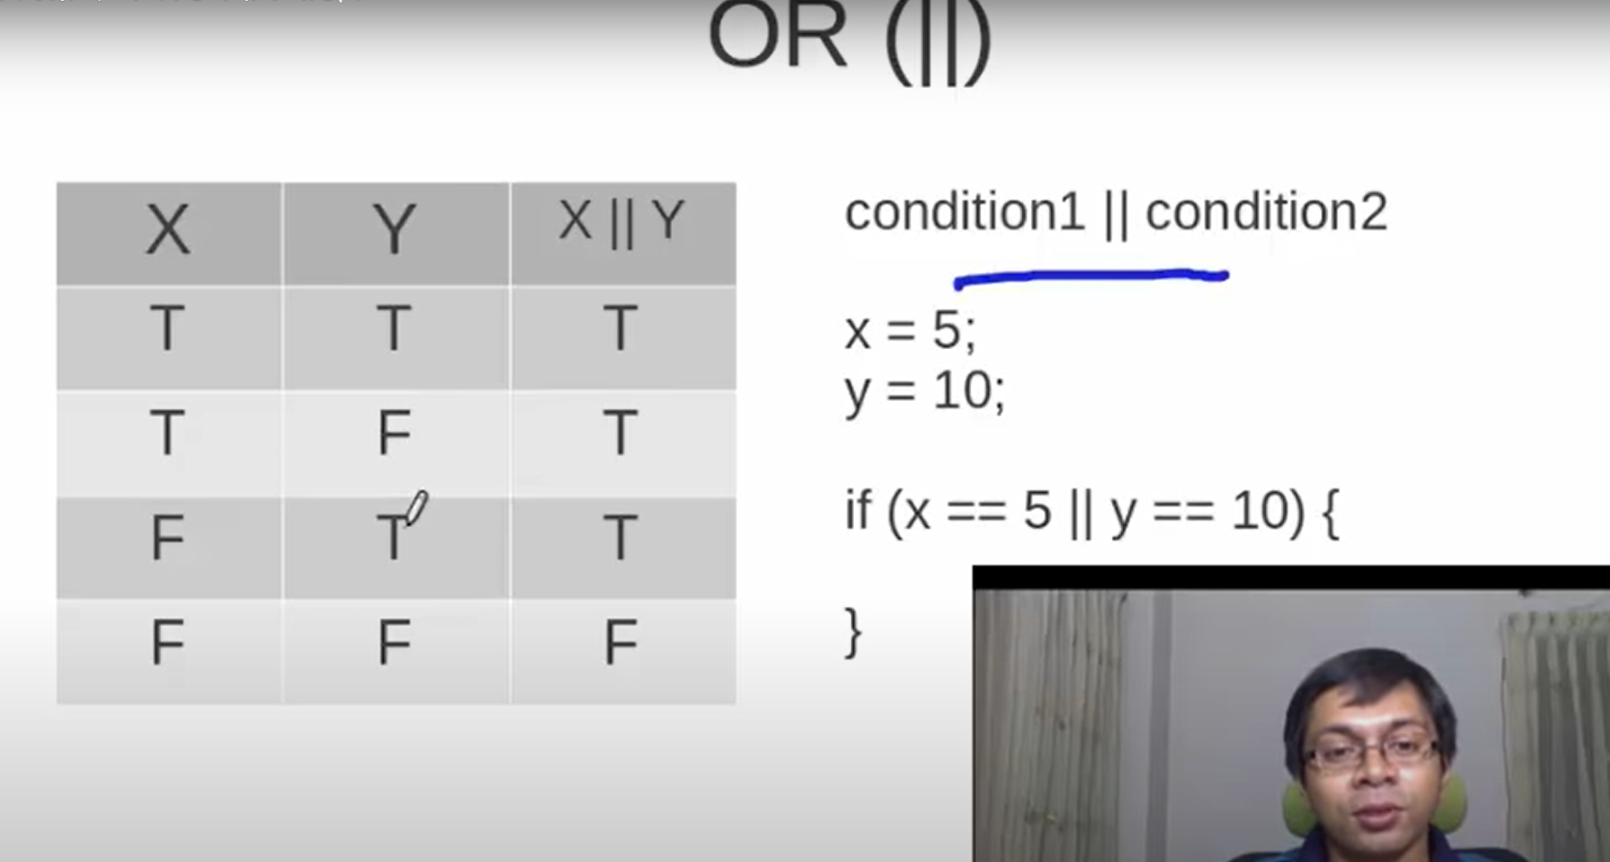 OR (||)
X Y X || Y
T T T
T F T
F T T
F F F
condition1 || condition2
x = 5;
y = 10;
if (x == 5 || y == 10) {
}